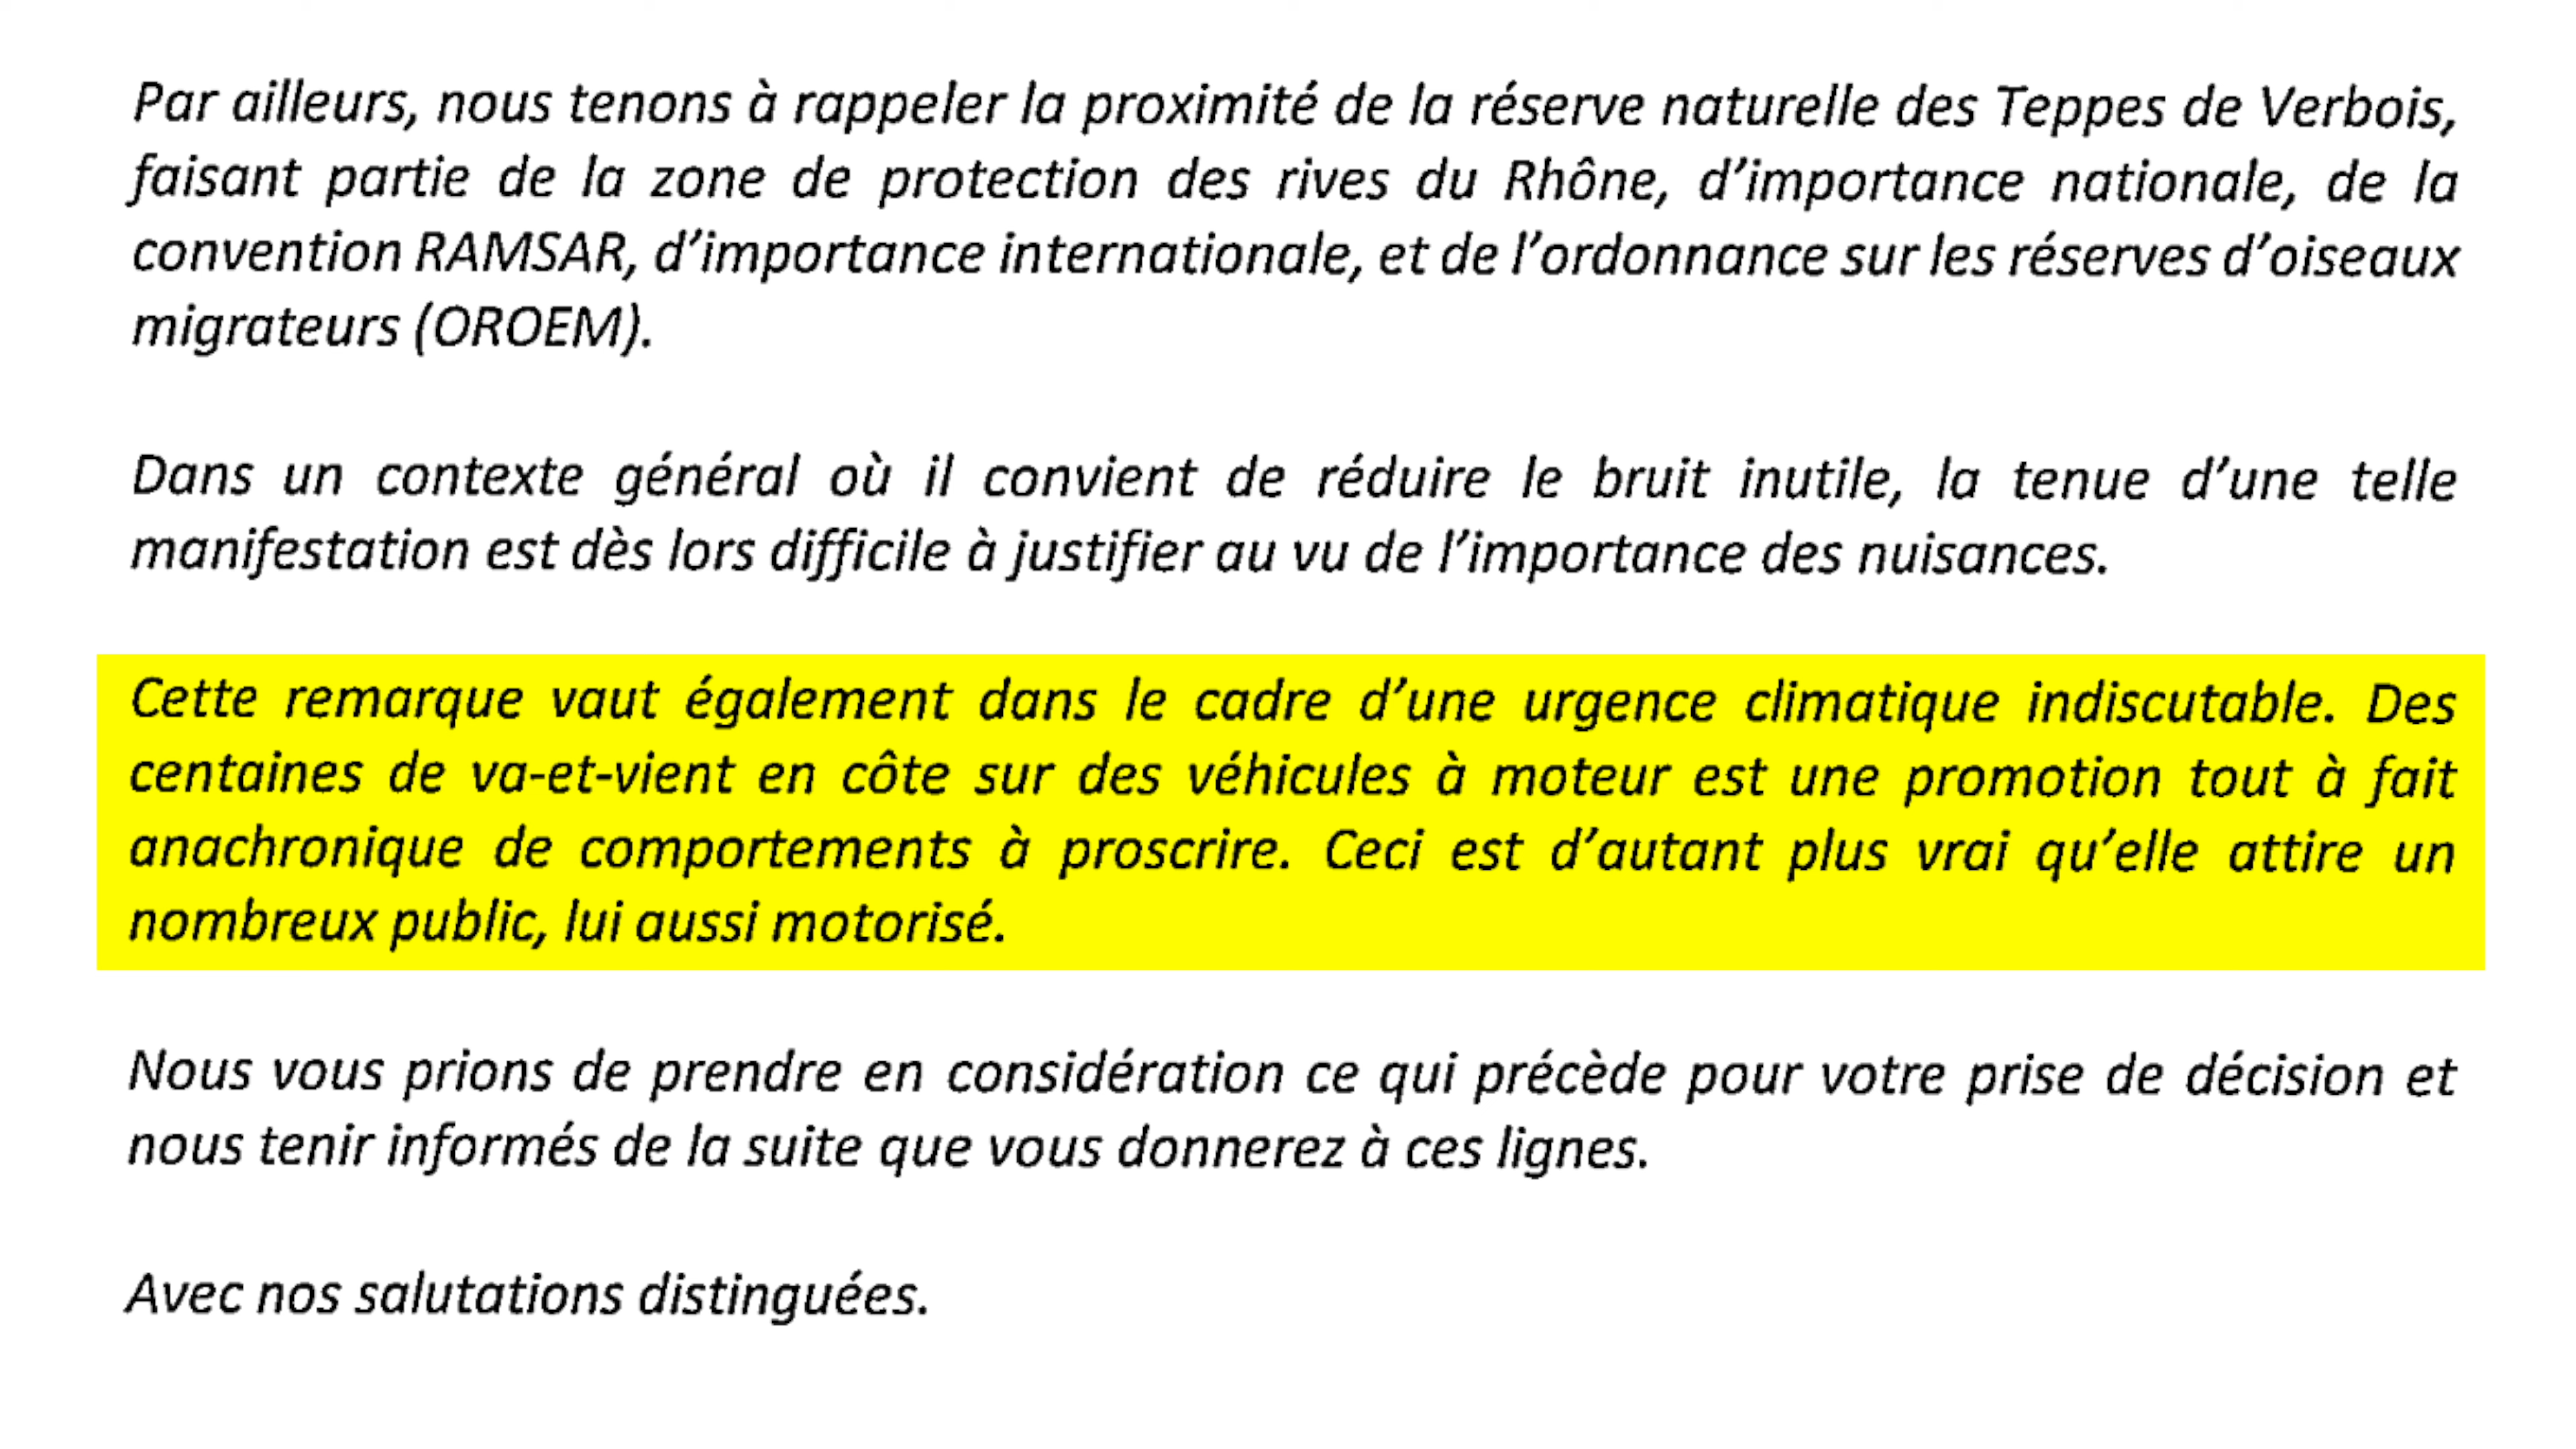 Par ailleurs, nous tenons à rappeler la proximité de la réserve naturelle des Teppes de Verbois,
faisant partie de la zone de protection des rives du Rhône, d’importance nationale, de la
convention RAMSAR, d’importance internationale, et de l’ordonnance sur les réserves d’oiseaux
migrateurs (OROEM).
Dans un contexte général où il convient de réduire le bruit inutile, la tenue d’une telle
manifestation est dès lors difficile à justifier au vu de l’importance des nuisances.
Cette remarque vaut également dans le cadre d’une urgence climatique indiscutable. Des
centaines de va-et-vient en côte sur des véhicules à moteur est une promotion tout à fait
anachronique de comportements à proscrire. Ceci est d’autant plus vrai qu’elle attire un
nombreux public, lui aussi motorisé.
Nous vous prions de prendre en considération ce qui précède pour votre prise de décision et
nous tenir informés de la suite que vous donnerez à ces lignes.
Avec nos salutations distinguées.